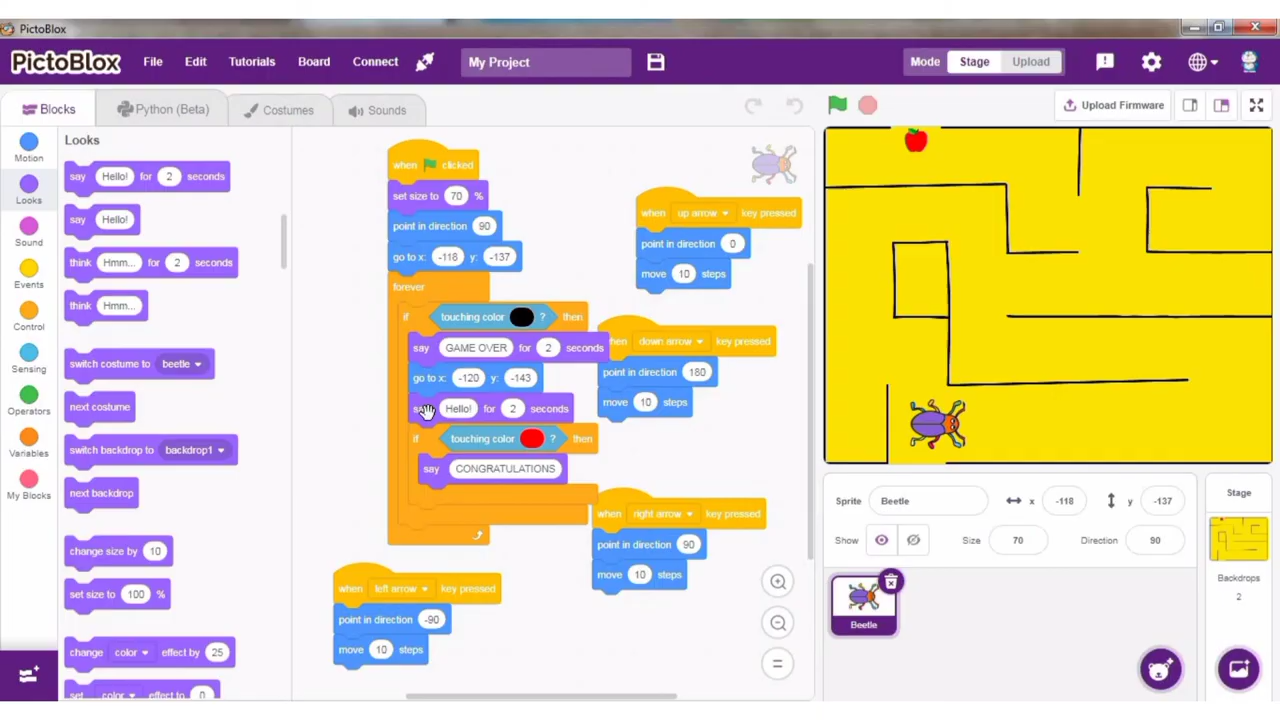 PictoBlox
PictoBlox File Edit Tutorials Board Connect My Project Mode Stage Upload
Blocks Python (Beta) Costumes Sounds Upload Firmware
Motion
Looks
Sound
Events
Control
Sensing
Operators
Variables
My Blocks
Looks
say Hello! for 2 seconds
say Hello!
think Hmm... for 2 seconds
think Hmm...
switch costume to beetle
next costume
switch backdrop to backdrop1
next backdrop
change size by 10
set size to 100 %
change color effect by 25
set color effect to 0
when clicked
set size to 70 %
point in direction 90
go to x: -118 y: -137
forever
if touching color ? then
say GAME OVER for 2 seconds
go to x: -120 y: -143
Hello! for 2 seconds
if touching color ? then
say CONGRATULATIONS
when left arrow key pressed
point in direction -90
move 10 steps
when up arrow key pressed
point in direction 0
move 10 steps
down arrow key pressed
point in direction 180
move 10 steps
when right arrow key pressed
point in direction 90
move 10 steps
Sprite Beetle x -118 y -137
Show Size 70 Direction 90
Beetle
Stage
Backdrops
2